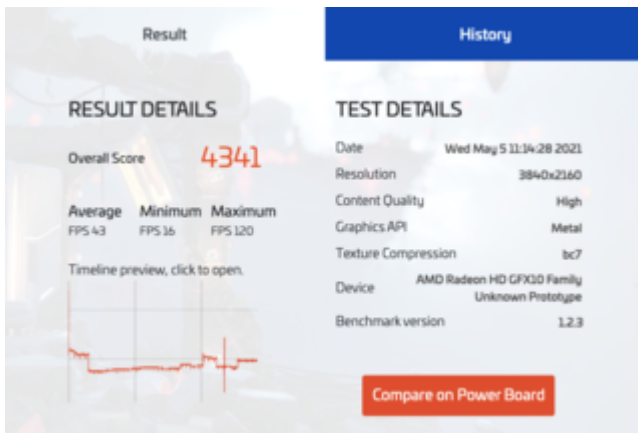 Result
History
RESULT DETAILS
Overall Score 4341
Average Minimum Maximum
FPS 43 FPS 16 FPS 120
Timeline preview, click to open.
TEST DETAILS
Date Wed May 5 11:14:28 2021
Resolution 3840x2160
Content Quality High
Graphics API Metal
Texture Compression bc7
Device AMD Radeon HD GFX10 Family
Unknown Prototype
Benchmark version 1.2.3
Compare on Power Board